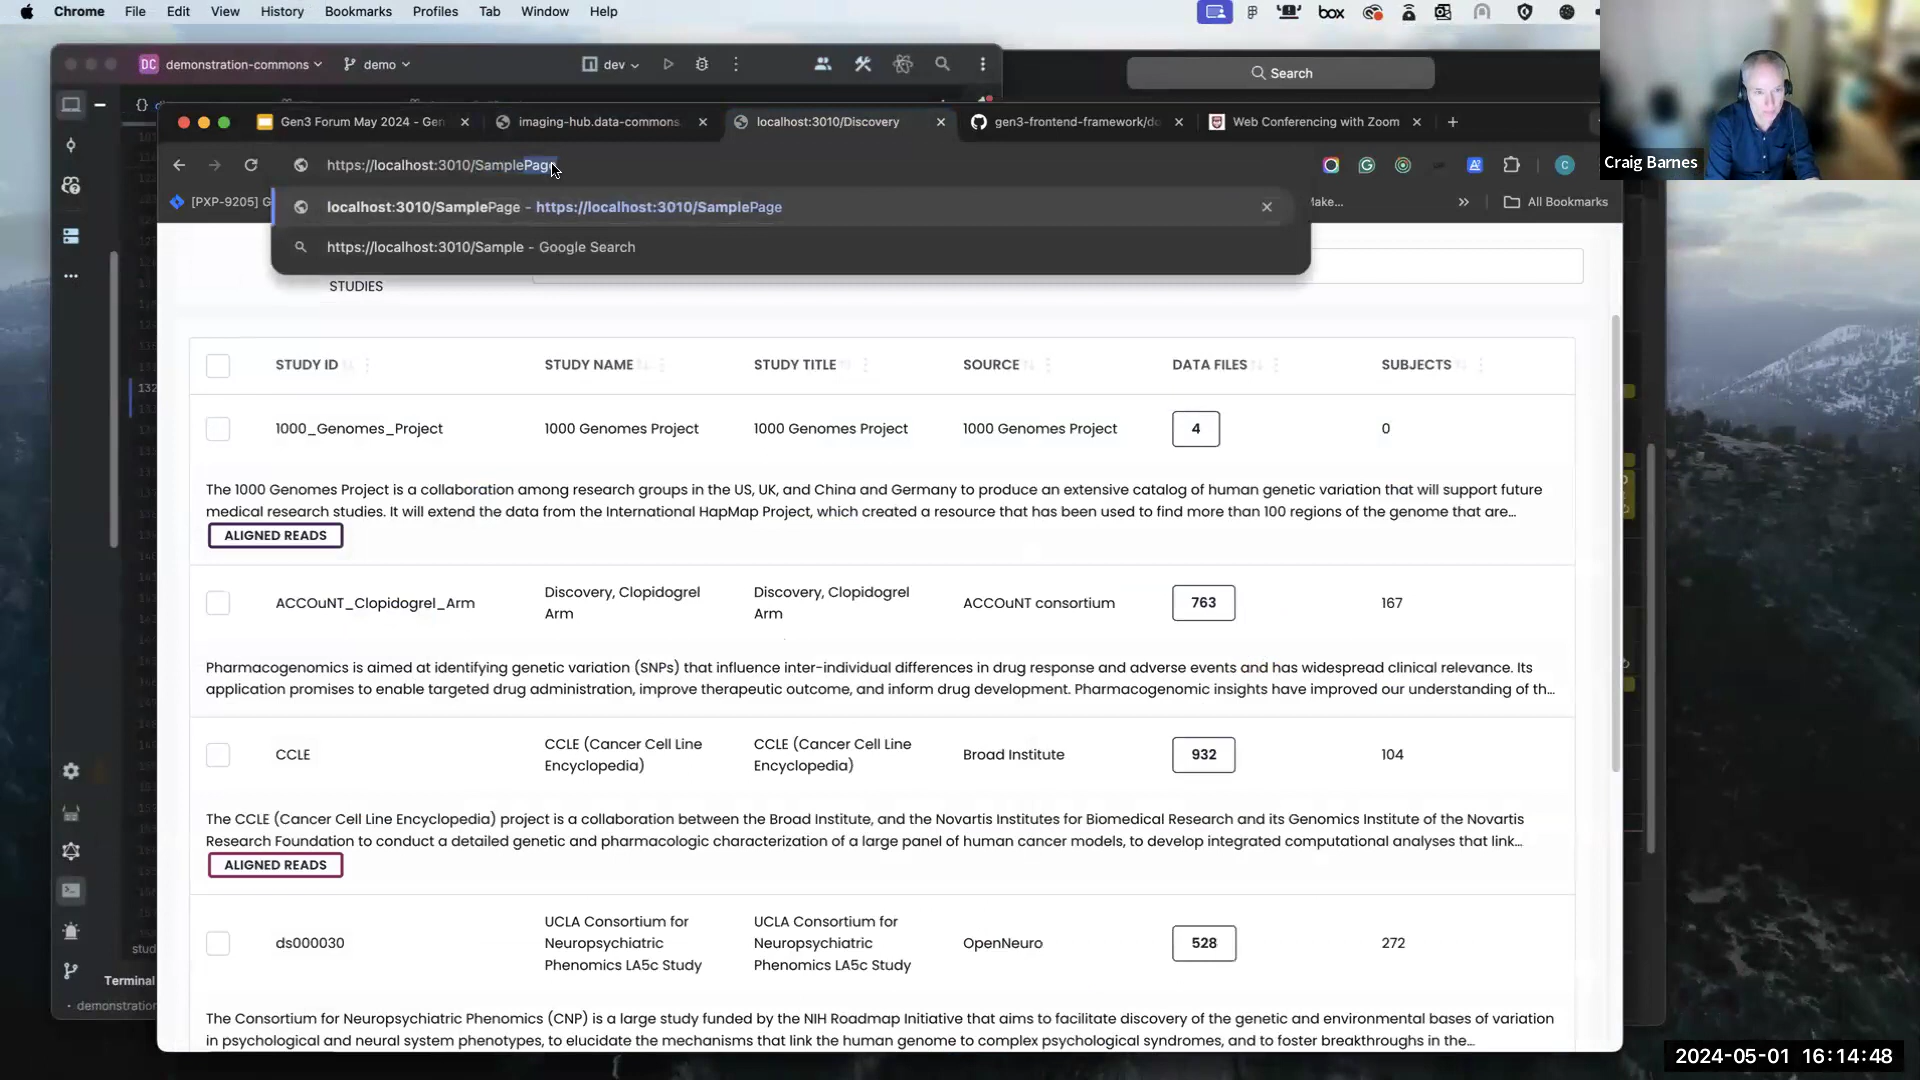 Chrome File Edit View History Bookmarks Profiles Tab Window Help
box
DC demonstration-commons demo dev
Search
Gen3 Forum May 2024 - Gen
imaging-hub.data-commons.
localhost:3010/Discovery
gen3-frontend-framework/do
Web Conferencing with Zoom
Craig Barnes
https://localhost:3010/SamplePage
[PXP-9205] G
localhost:3010/SamplePage - https://localhost:3010/SamplePage
Make...
All Bookmarks
https://localhost:3010/Sample - Google Search
STUDIES
STUDY ID STUDY NAME STUDY TITLE SOURCE DATA FILES SUBJECTS
1000_Genomes_Project 1000 Genomes Project 1000 Genomes Project 1000 Genomes Project 4 0
The 1000 Genomes Project is a collaboration among research groups in the US, UK, and China and Germany to produce an extensive catalog of human genetic variation that will support future
medical research studies. It will extend the data from the International HapMap Project, which created a resource that has been used to find more than 100 regions of the genome that are...
ALIGNED READS
ACCOuNT_Clopidogrel_Arm Discovery, Clopidogrel Discovery, Clopidogrel ACCOuNT consortium 763 167
Arm Arm
Pharmacogenomics is aimed at identifying genetic variation (SNPs) that influence inter-individual differences in drug response and adverse events and has widespread clinical relevance. Its
application promises to enable targeted drug administration, improve therapeutic outcome, and inform drug development. Pharmacogenomic insights have improved our understanding of th...
CCLE CCLE (Cancer Cell Line CCLE (Cancer Cell Line Broad Institute 932 104
Encyclopedia) Encyclopedia)
The CCLE (Cancer Cell Line Encyclopedia) project is a collaboration between the Broad Institute, and the Novartis Institutes for Biomedical Research and its Genomics Institute of the Novartis
Research Foundation to conduct a detailed genetic and pharmacologic characterization of a large panel of human cancer models, to develop integrated computational analyses that link...
ALIGNED READS
UCLA Consortium for UCLA Consortium for
ds000030 Neuropsychiatric Neuropsychiatric OpenNeuro 528 272
Phenomics LA5c Study Phenomics LA5c Study
The Consortium for Neuropsychiatric Phenomics (CNP) is a large study funded by the NIH Roadmap Initiative that aims to facilitate discovery of the genetic and environmental bases of variation
in psychological and neural system phenotypes, to elucidate the mechanisms that link the human genome to complex psychological syndromes, and to foster breakthroughs in the...
stud
Terminal
demonstration
2024-05-01 16:14:48